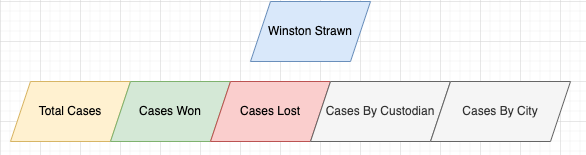 Winston Strawn
Total Cases
Cases Won
Cases Lost
Cases By Custodian
Cases By City